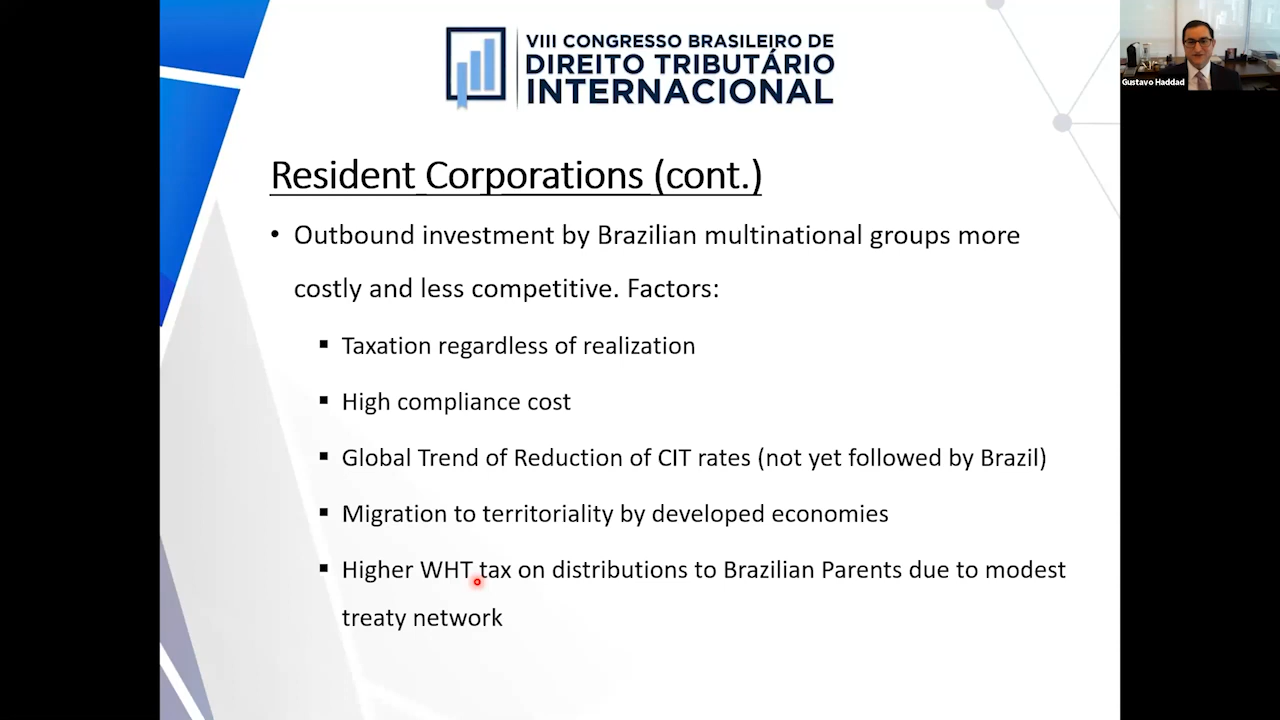 VIII CONGRESSO BRASILEIRO DE
DIREITO TRIBUTÁRIO
INTERNACIONAL
Gustavo Haddad
Resident Corporations (cont.)
• Outbound investment by Brazilian multinational groups more
costly and less competitive. Factors:
▪ Taxation regardless of realization
▪ High compliance cost
▪ Global Trend of Reduction of CIT rates (not yet followed by Brazil)
▪ Migration to territoriality by developed economies
▪ Higher WHT tax on distributions to Brazilian Parents due to modest
treaty network